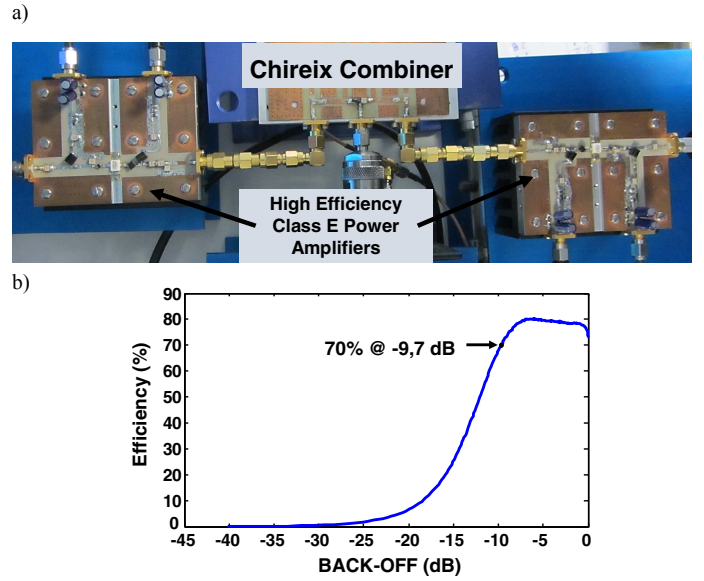 a)
Chireix Combiner
High Efficiency
Class E Power
Amplifiers
b)
90
80
70
60
50
40
30
20
10
0
Efficiency (%)
70% @ -9,7 dB
-45 -40 -35 -30 -25 -20 -15 -10 -5 0
BACK-OFF (dB)